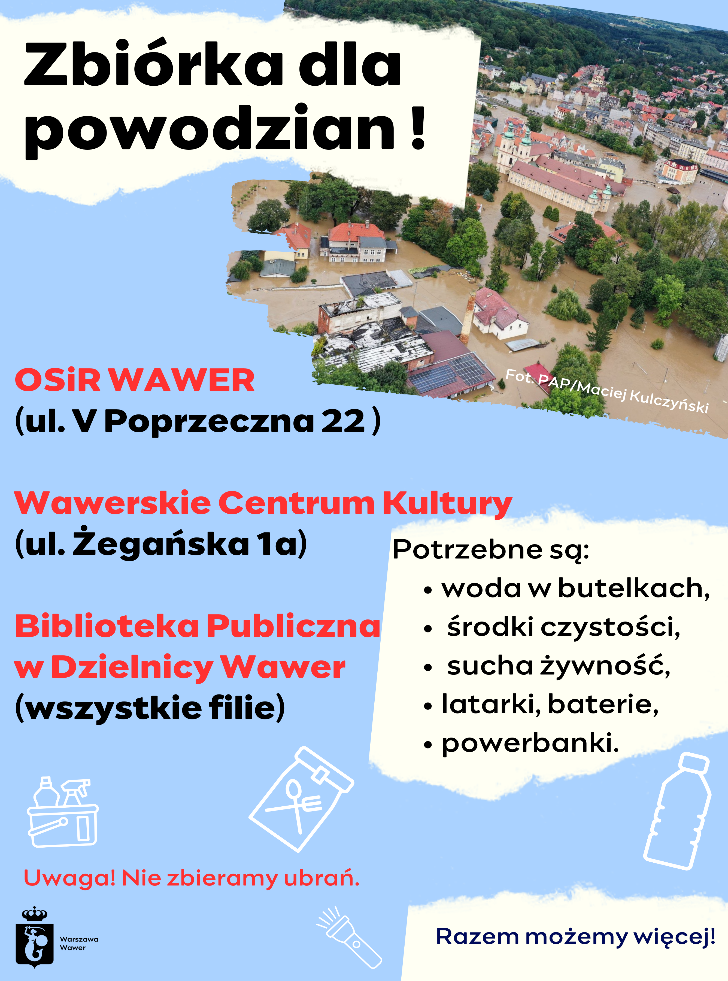 Zbiórka dla
powodzian !
Fot. PAP/Maciej Kulczyński
OSiR WAWER
(ul. V Poprzeczna 22 )
Wawerskie Centrum Kultury
(ul. Żegańska 1a)
Biblioteka Publiczna
w Dzielnicy Wawer
(wszystkie filie)
Potrzebne są:
• woda w butelkach,
• środki czystości,
• sucha żywność,
• latarki, baterie,
• powerbanki.
Uwaga! Nie zbieramy ubrań.
Warszawa
Wawer
Razem możemy więcej!